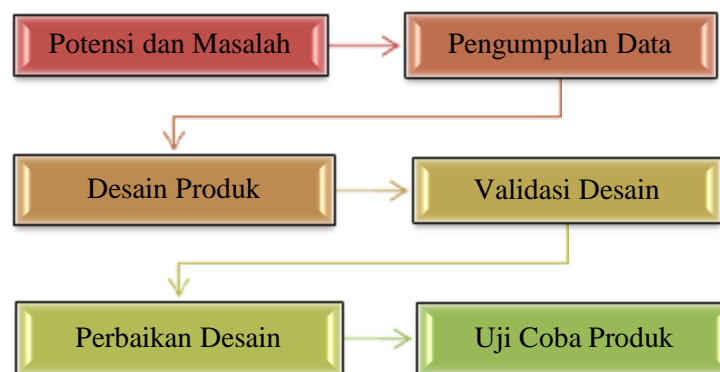 Potensi dan Masalah
Pengumpulan Data
Desain Produk
Validasi Desain
Perbaikan Desain
Uji Coba Produk